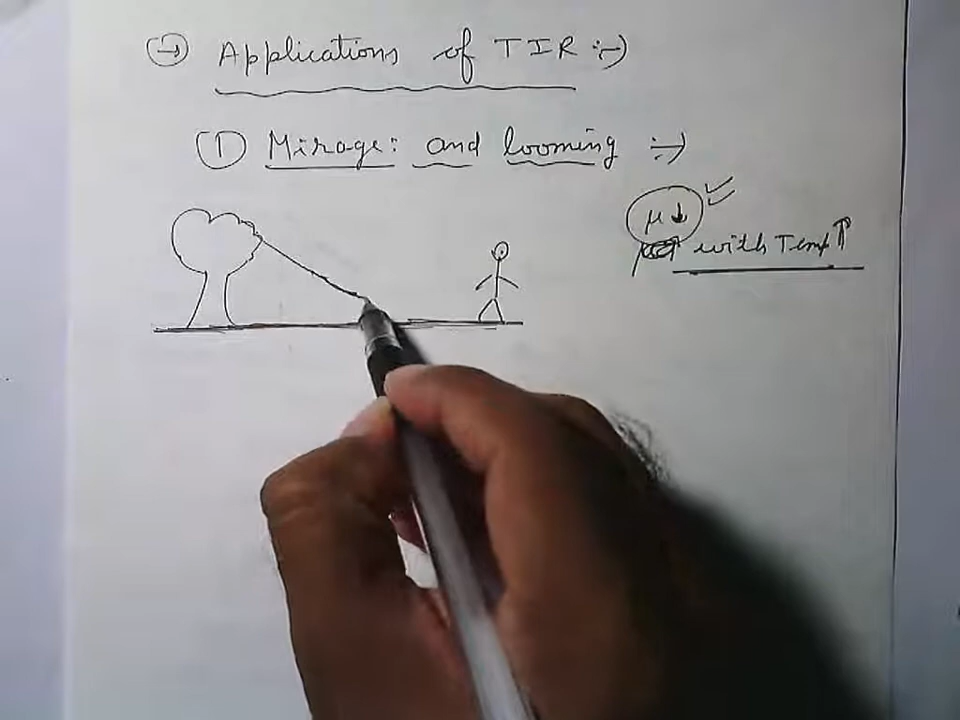 → Applications of TIR :→
① Mirage: and looming :→
μ↓ ✓✓
with Temp↑